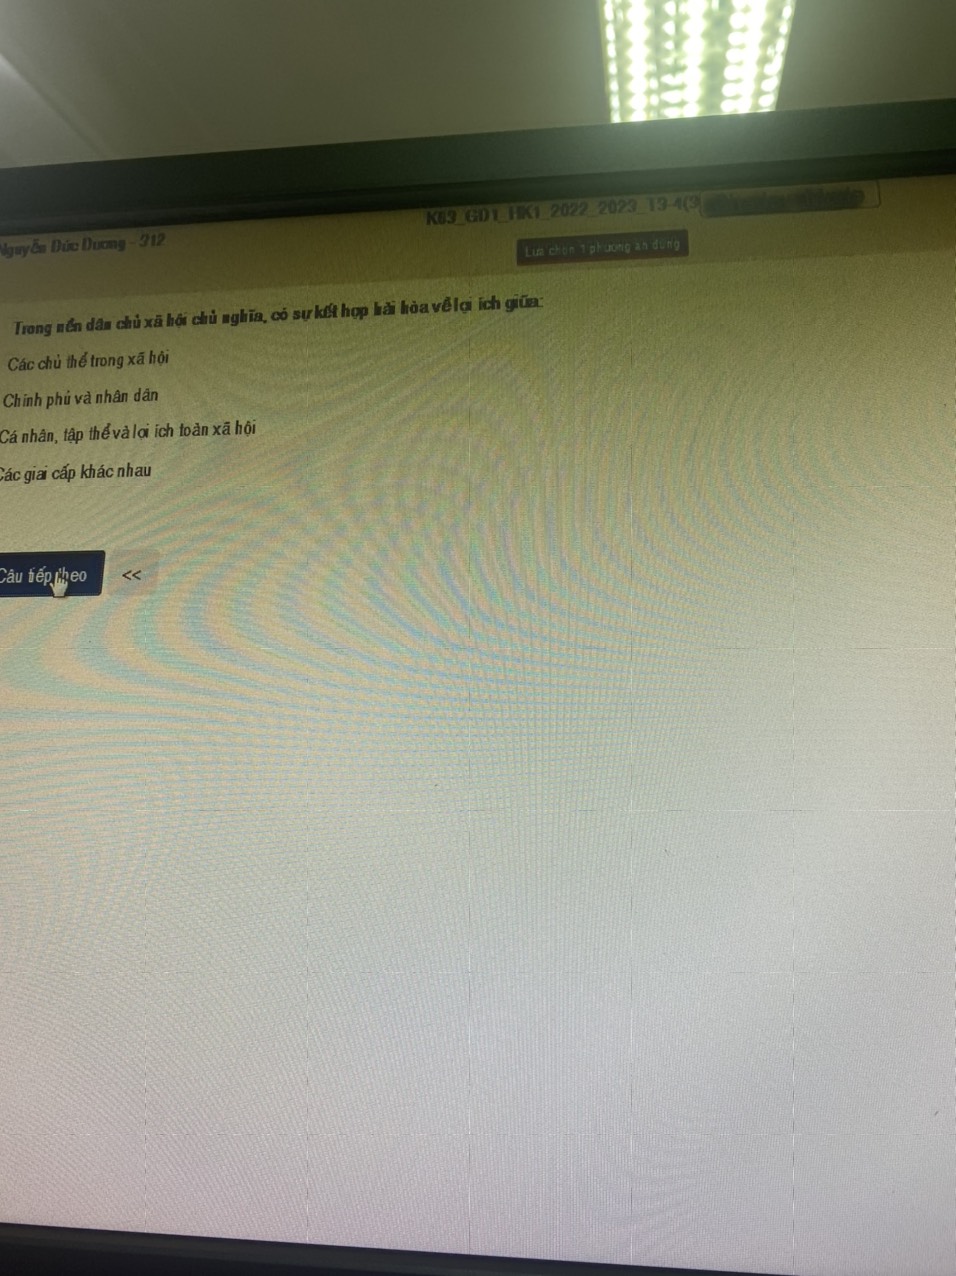 Nguyễn Đức Dương - 312
K63_GD1_HK1_2022_2023_13-4(3
Lựa chọn 1 phương án đúng
Trong nền dân chủ xã hội chủ nghĩa, có sự kết hợp hài hòa về lợi ích giữa:
Các chủ thể trong xã hội
Chính phủ và nhân dân
Cá nhân, tập thể và lợi ích toàn xã hội
Các giai cấp khác nhau
Câu tiếp theo <<